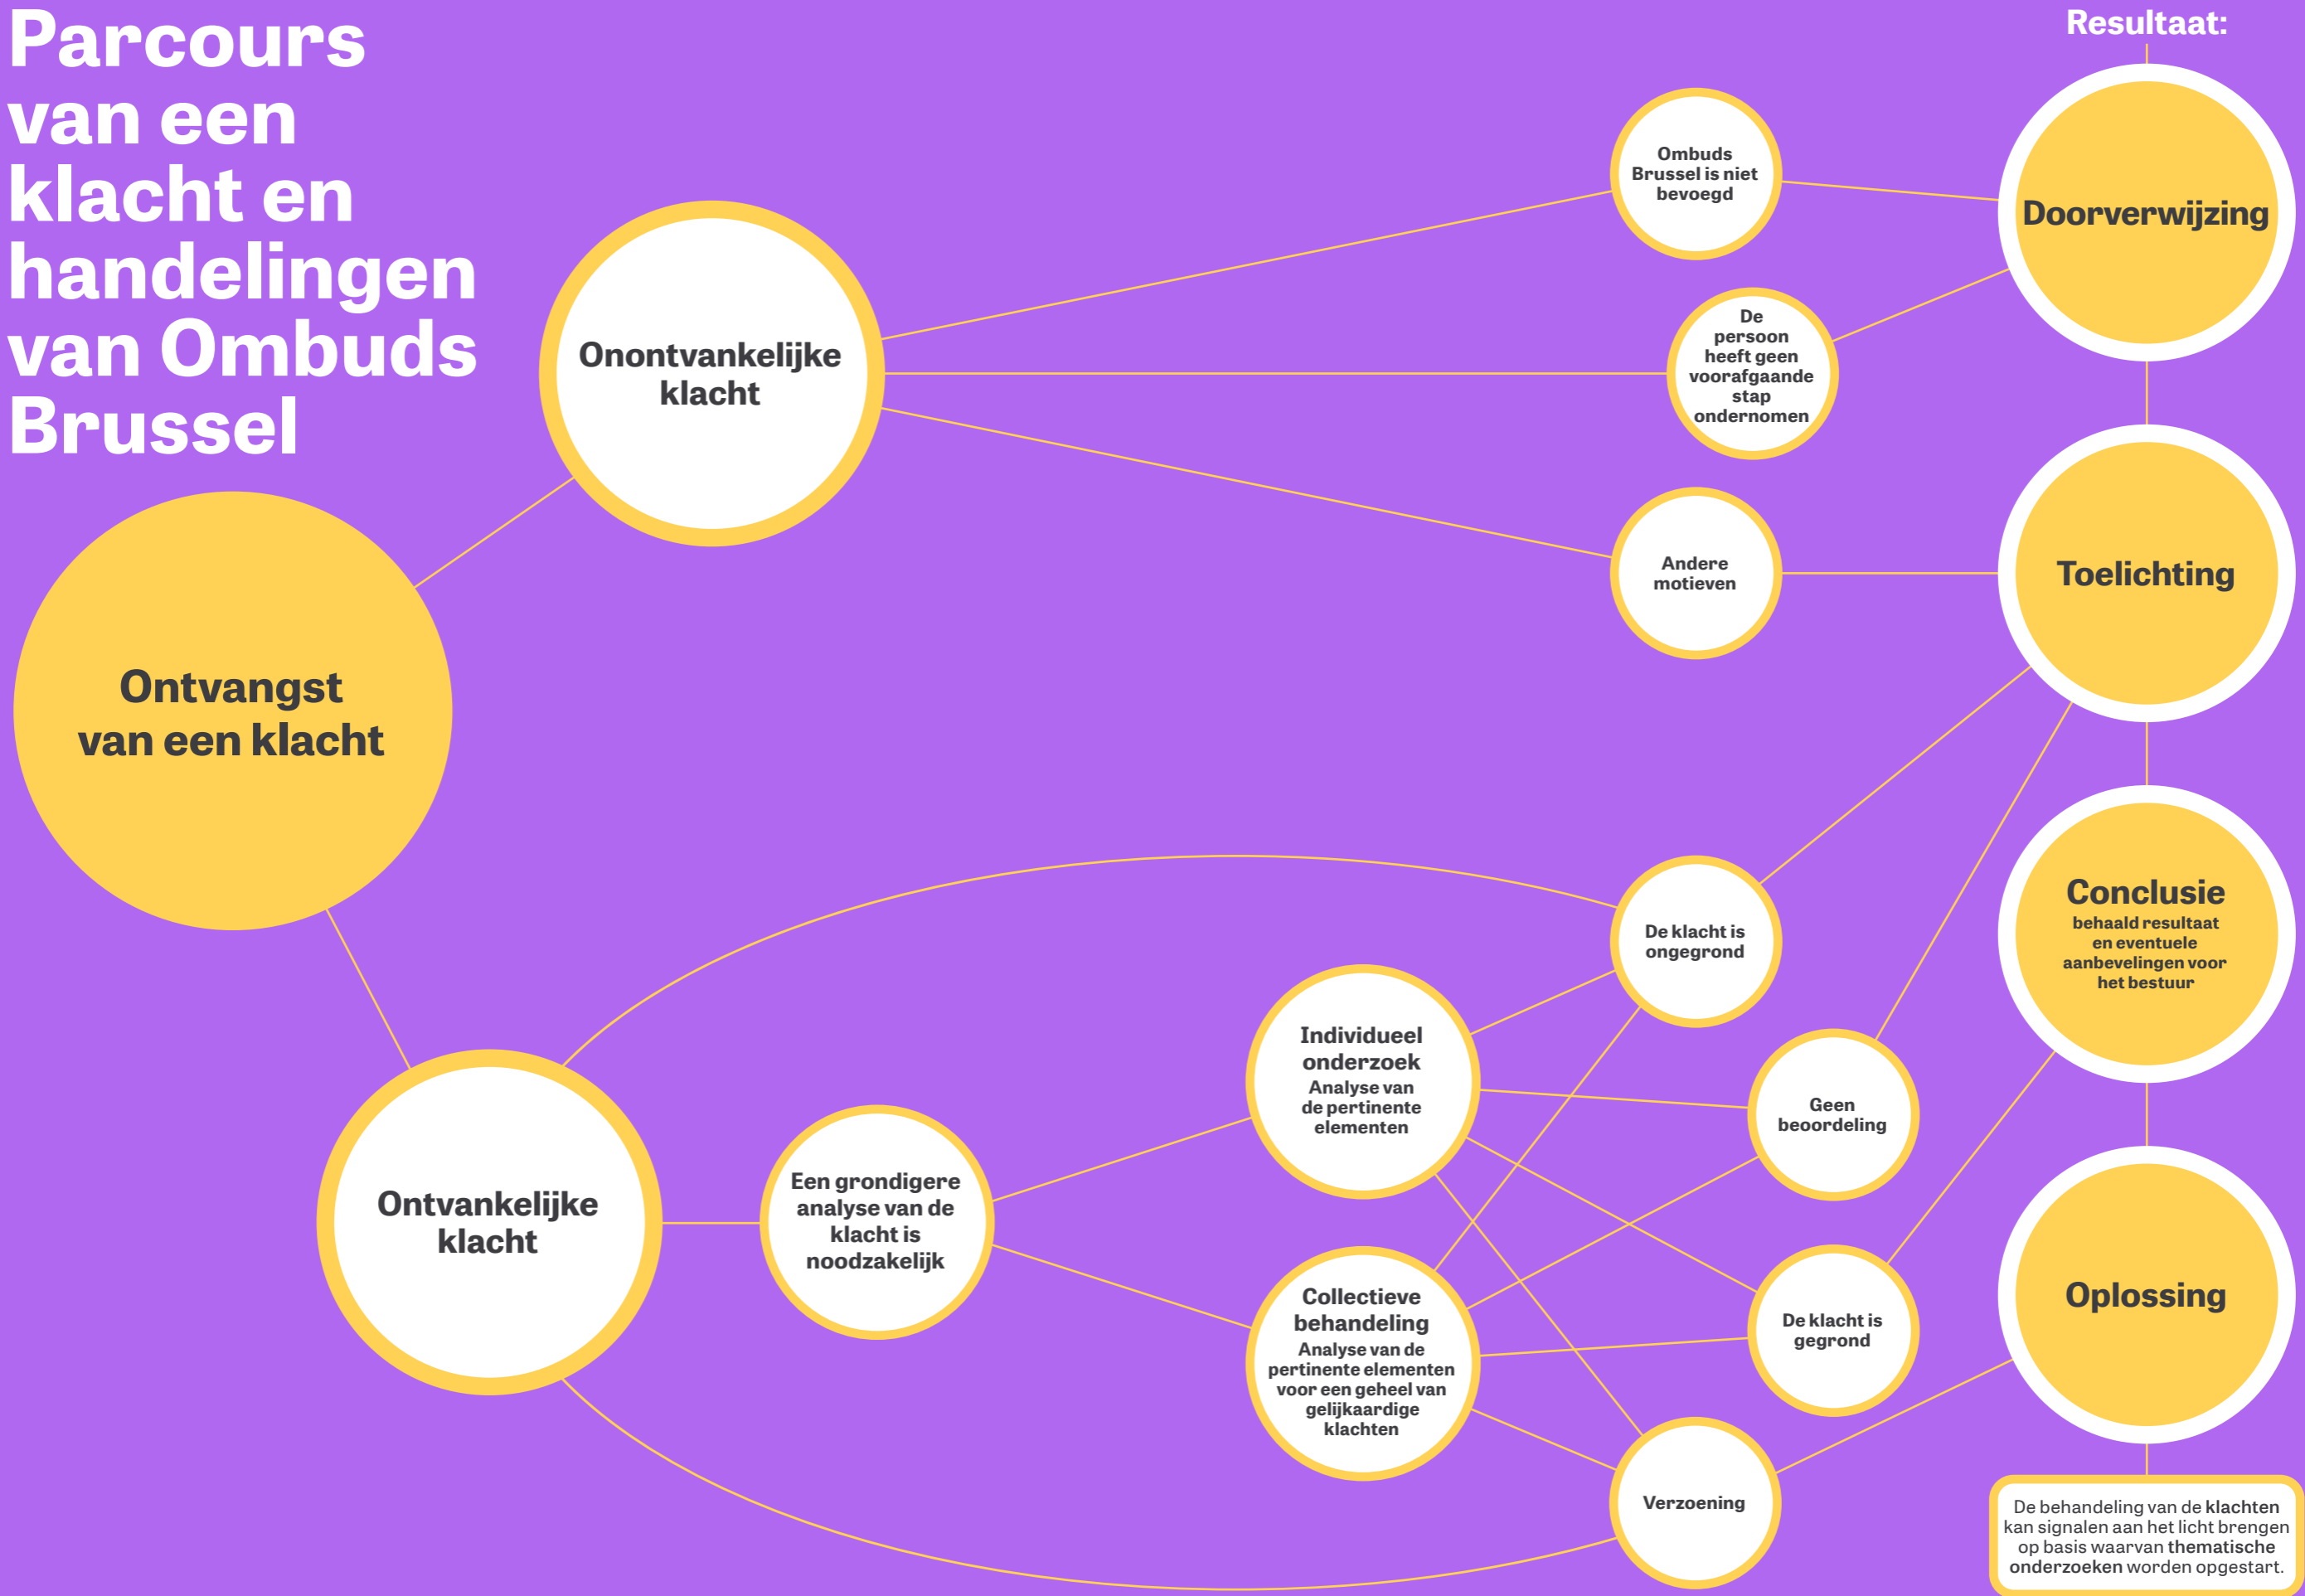 Parcours
van een
klacht en
handelingen
van Ombuds
Brussel
Ontvangst
van een klacht
Onontvankelijke
klacht
Ombuds
Brussel is niet
bevoegd
De
persoon
heeft geen
voorafgaande
stap
ondernomen
Andere
motieven
Ontvankelijke
klacht
Een grondigere
analyse van de
klacht is
noodzakelijk
Individueel
onderzoek
Analyse van
de pertinente
elementen
Collectieve
behandeling
Analyse van de
pertinente elementen
voor een geheel van
gelijkaardige
klachten
De klacht is
ongegrond
Geen
beoordeling
De klacht is
gegrond
Verzoening
Resultaat:
Doorverwijzing
Toelichting
Conclusie
behaald resultaat
en eventuele
aanbevelingen voor
het bestuur
Oplossing
De behandeling van de klachten
kan signalen aan het licht brengen
op basis waarvan thematische
onderzoeken worden opgestart.